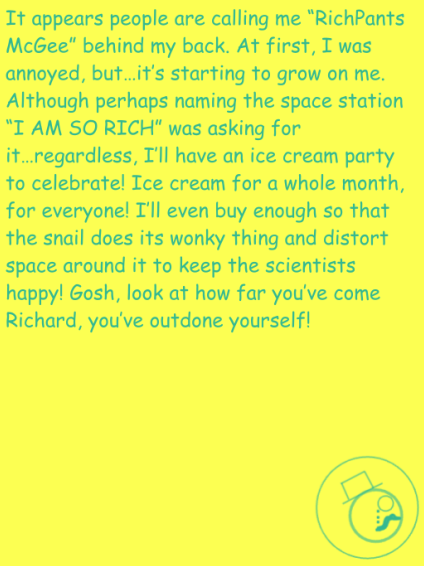 It appears people are calling me “RichPants
McGee” behind my back. At first, I was
annoyed, but…it’s starting to grow on me.
Although perhaps naming the space station
“I AM SO RICH” was asking for
it…regardless, I’ll have an ice cream party
to celebrate! Ice cream for a whole month,
for everyone! I’ll even buy enough so that
the snail does its wonky thing and distort
space around it to keep the scientists
happy! Gosh, look at how far you’ve come
Richard, you’ve outdone yourself!